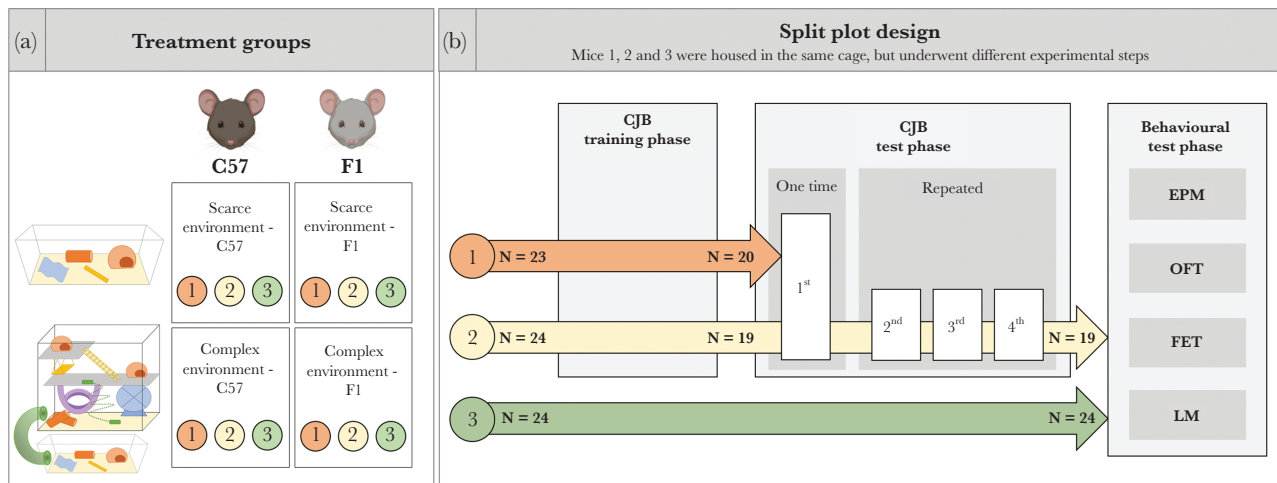 (a)
Treatment groups
C57
F1
Scarce
environment -
C57
Scarce
environment -
F1
1 2 3
1 2 3
Complex
environment -
C57
Complex
environment -
F1
1 2 3
1 2 3
(b)
Split plot design
Mice 1, 2 and 3 were housed in the same cage, but underwent different experimental steps
CJB
training phase
CJB
test phase
Behavioural
test phase
One time
Repeated
EPM
OFT
FET
LM
1
N = 23
N = 20
1st
2
N = 24
N = 19
2nd
3rd
4th
N = 19
3
N = 24
N = 24